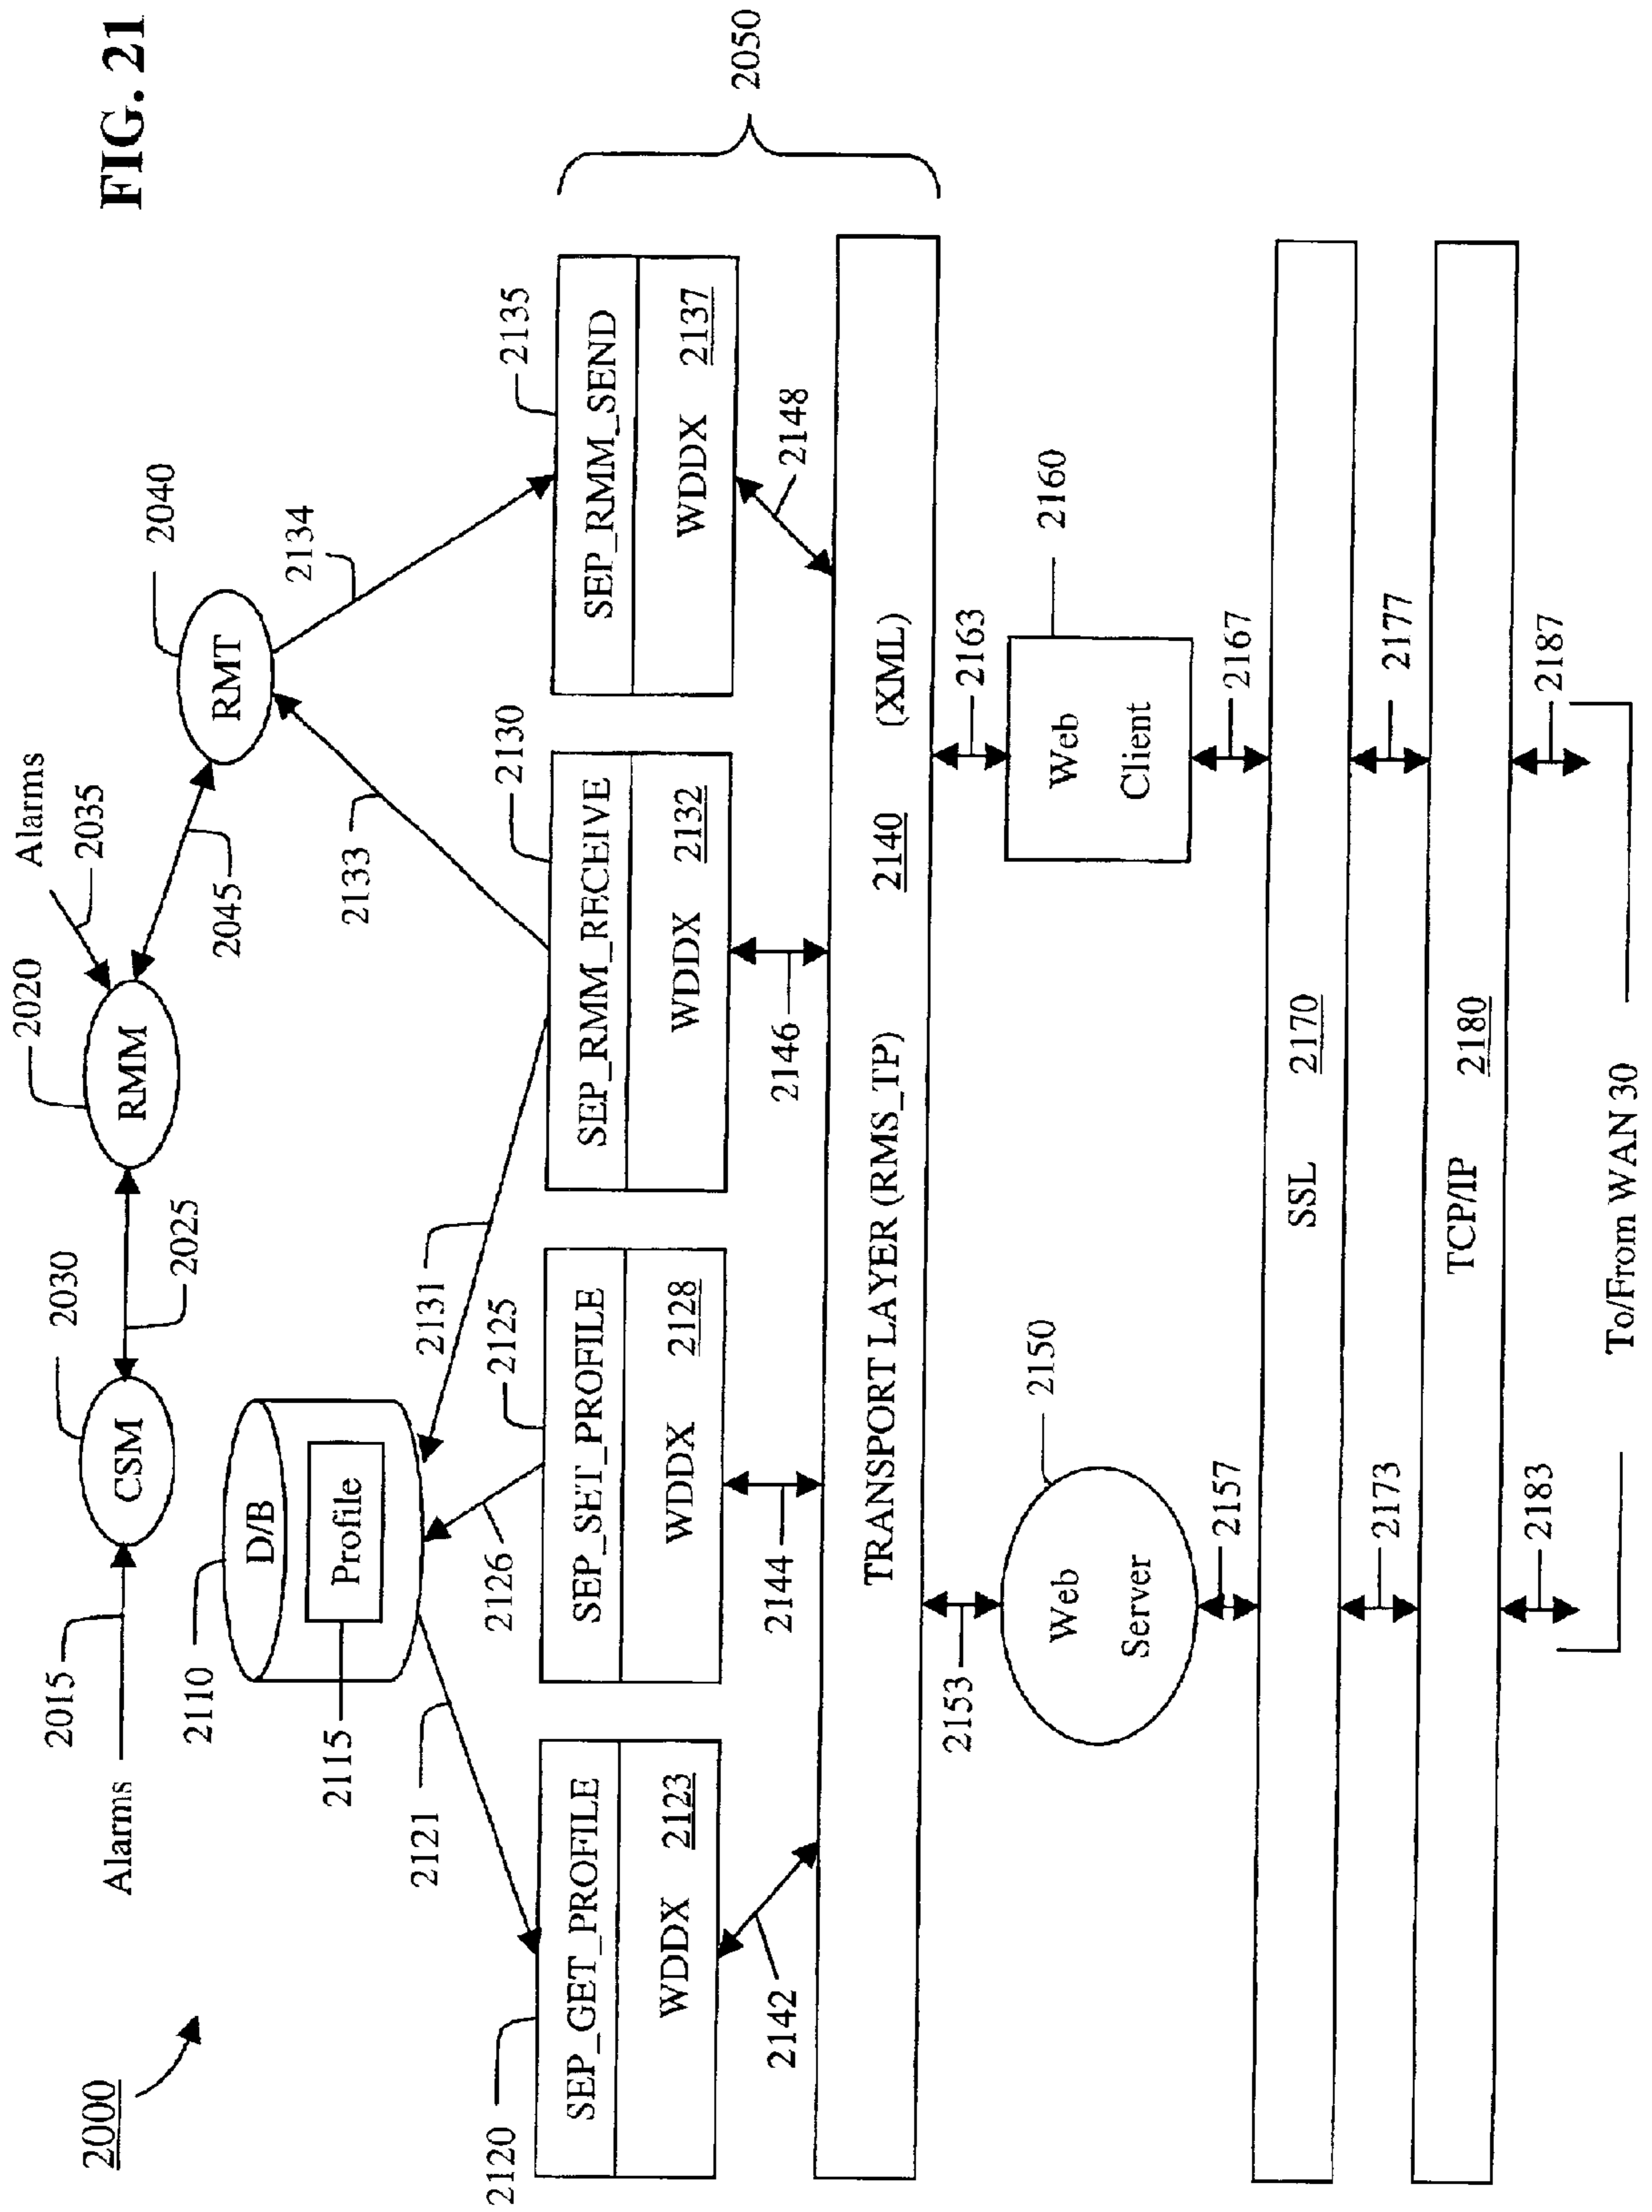 FIG. 21
2000
Alarms
2015
CSM
2030
2025
RMM
2020
Alarms
2035
2045
RMT
2040
2110
D/B
Profile
2115
2121
2126
2131
2133
2134
2120
SEP_GET_PROFILE
WDDX 2123
2125
SEP_SET_PROFILE
WDDX 2128
2130
SEP_RMM_RECEIVE
WDDX 2132
2135
SEP_RMM_SEND
WDDX 2137
2050
2142
2144
2146
2148
TRANSPORT LAYER (RMS_TP) 2140 (XML)
2153
2163
Web
Server
2150
Web
Client
2160
2157
2167
SSL 2170
2173
2177
TCP/IP 2180
2183
2187
To/From WAN 30